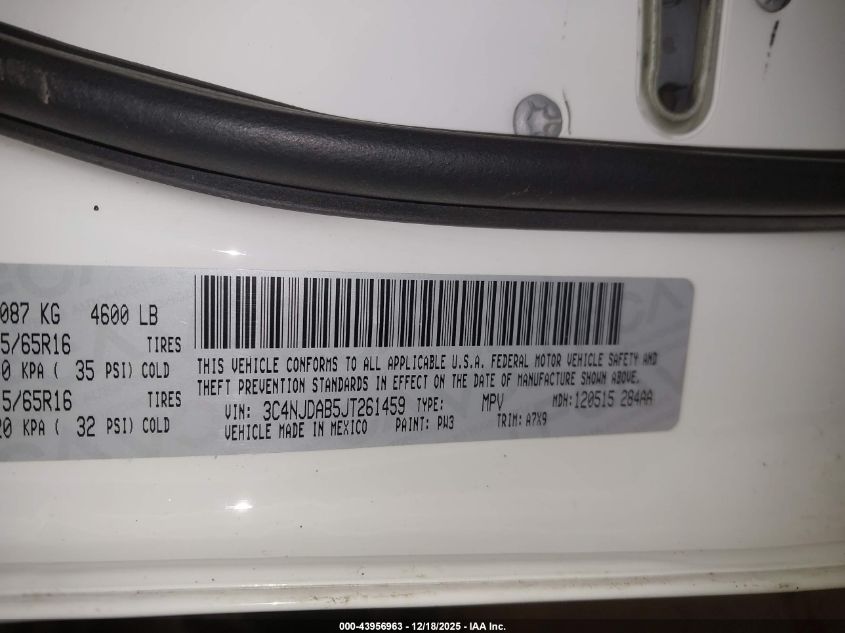 087 KG 4600 LB
5/65R16 TIRES
0 KPA ( 35 PSI) COLD
5/65R16 TIRES
20 KPA ( 32 PSI) COLD
THIS VEHICLE CONFORMS TO ALL APPLICABLE U.S.A. FEDERAL MOTOR VEHICLE SAFETY AND
THEFT PREVENTION STANDARDS IN EFFECT ON THE DATE OF MANUFACTURE SHOWN ABOVE.
VIN: 3C4NJDAB5JT261459 TYPE: MPV MDH: 120515 284AA
VEHICLE MADE IN MEXICO PAINT: PW3 TRIM: A7X9
000-43956963 - 12/18/2025 - IAA Inc.